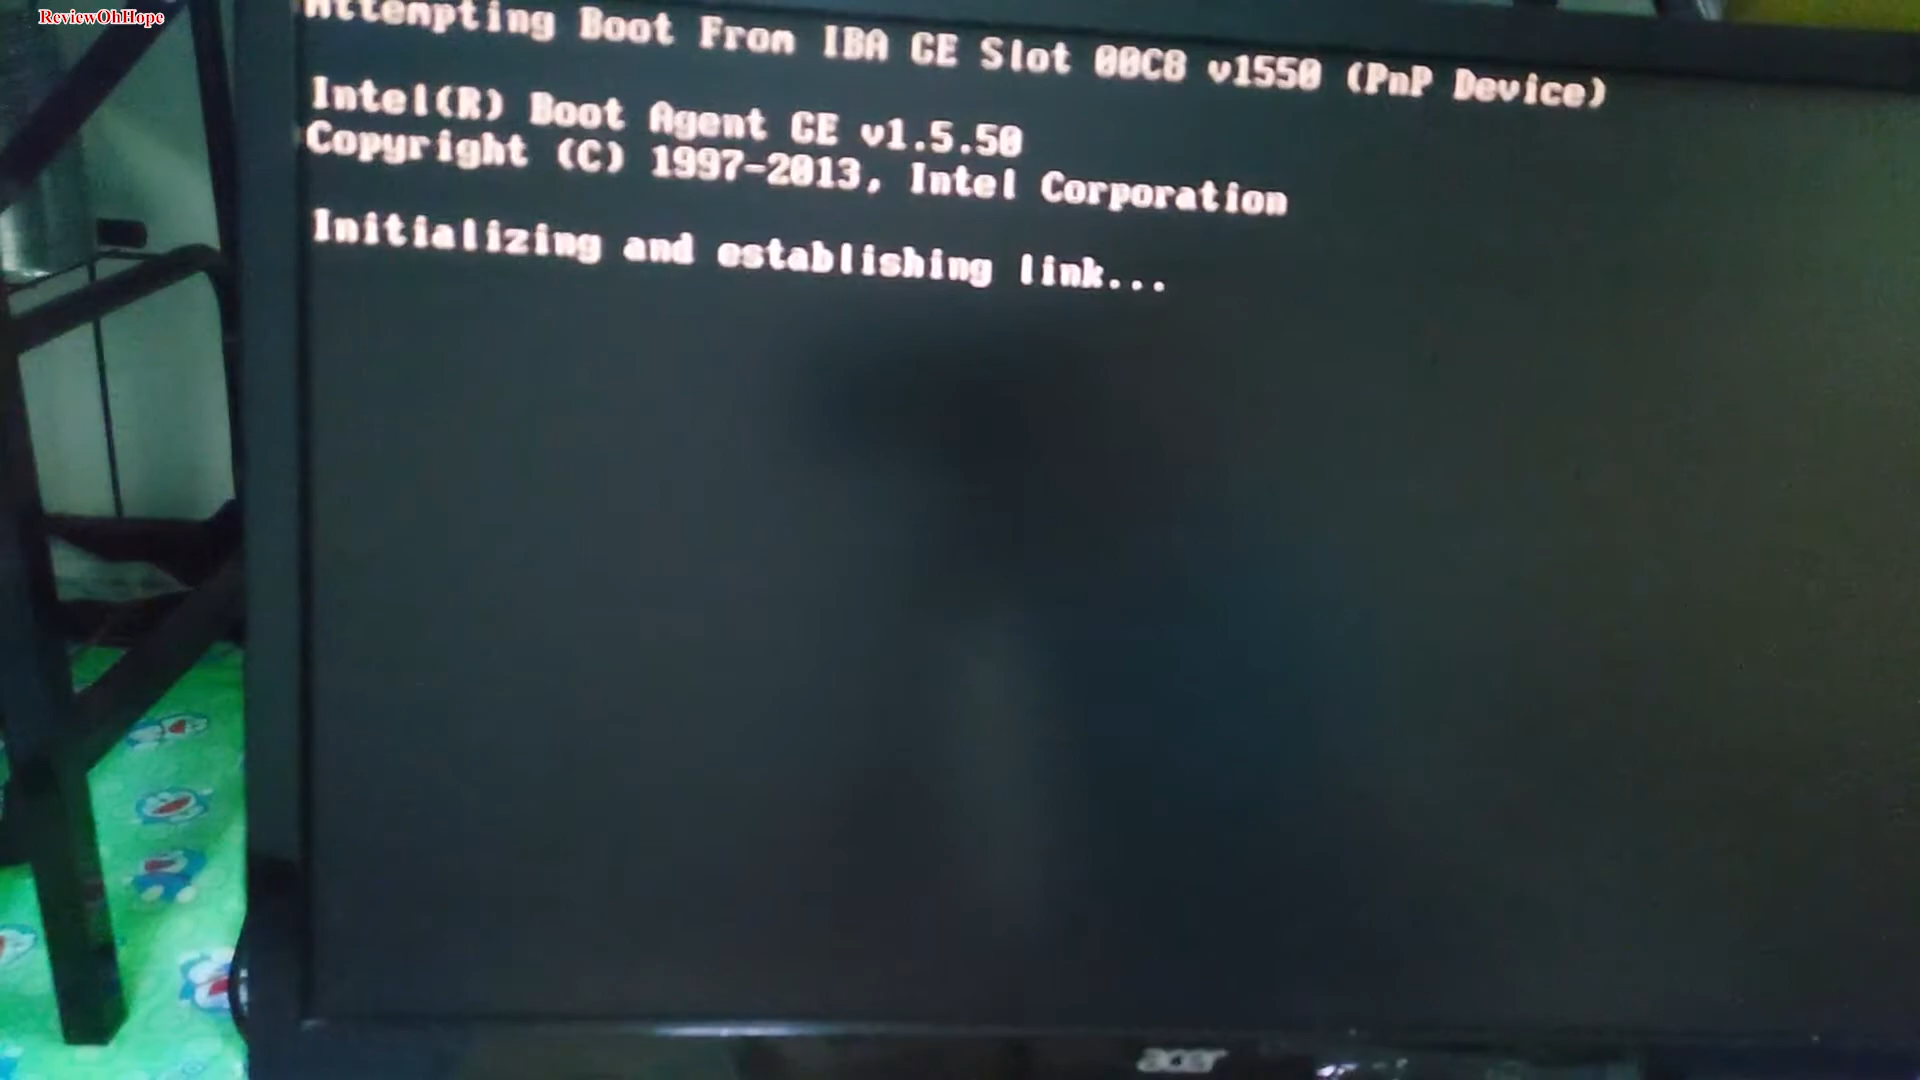 ReviewOhHope
Attempting Boot From IBA GE Slot 00C8 v1550 (PnP Device)
Intel(R) Boot Agent GE v1.5.50
Copyright (C) 1997-2013, Intel Corporation
Initializing and establishing link...
acer